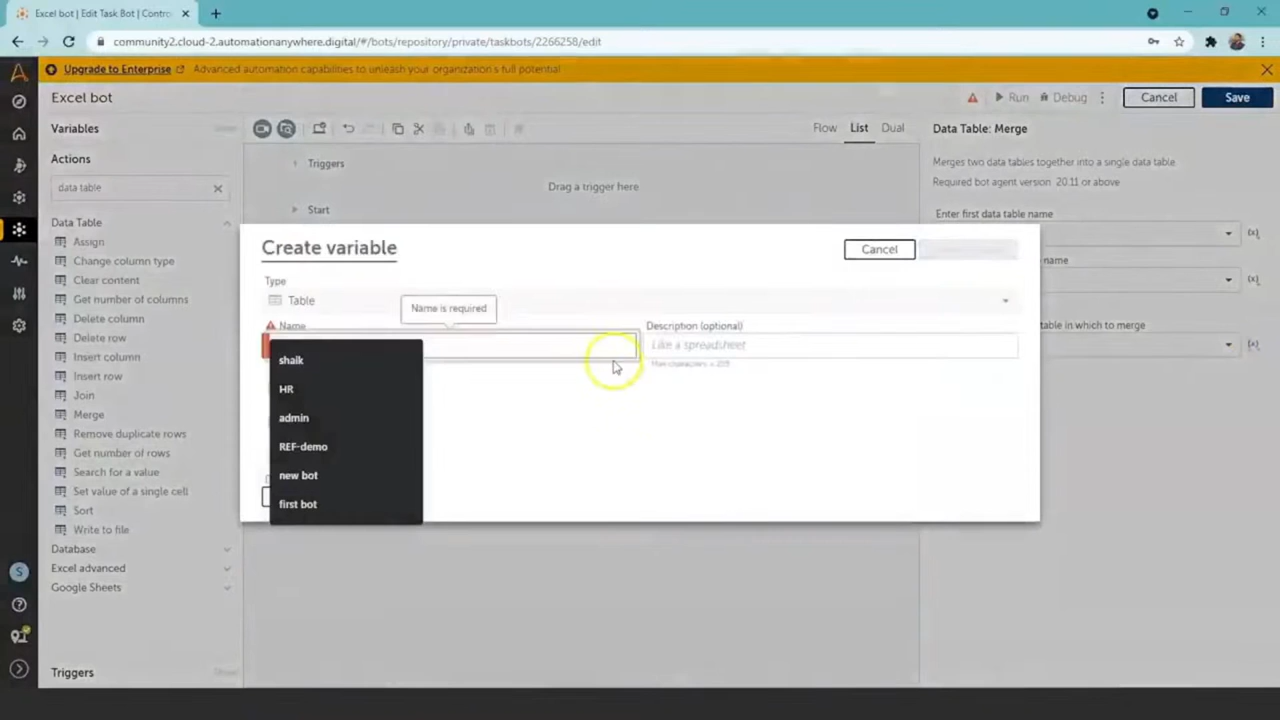 Excel bot | Edit Task Bot | Contro
community2.cloud-2.automationanywhere.digital/#/bots/repository/private/taskbots/2266258/edit
Upgrade to Enterprise Advanced automation capabilities to unleash your organization's full potential
Excel bot
Run
Debug
Cancel
Save
Variables
Actions
data table
Data Table
Assign
Change column type
Clear content
Get number of columns
Delete column
Delete row
Insert column
Insert row
Join
Merge
Remove duplicate rows
Get number of rows
Search for a value
Set value of a single cell
Sort
Write to file
Database
Excel advanced
Google Sheets
Triggers
Flow
List
Dual
Triggers
Drag a trigger here
Start
Create variable
Cancel
Type
Table
Name is required
Name
Description (optional)
Like a spreadsheet
Max characters = 255
shaik
HR
admin
REF-demo
new bot
first bot
Data Table: Merge
Merges two data tables together into a single data table.
Required bot agent version: 20.11 or above
Enter first data table name
name
table in which to merge
S